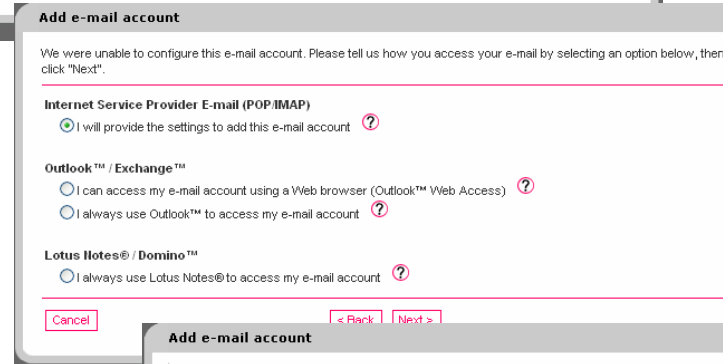 Add e-mail account
We were unable to configure this e-mail account. Please tell us how you access your e-mail by selecting an option below, then
click "Next".
Internet Service Provider E-mail (POP/IMAP)
I will provide the settings to add this e-mail account ?
Outlook™ / Exchange™
I can access my e-mail account using a Web browser (Outlook™ Web Access) ?
I always use Outlook™ to access my e-mail account ?
Lotus Notes® / Domino™
I always use Lotus Notes® to access my e-mail account ?
Cancel < Back Next >
Add e-mail account